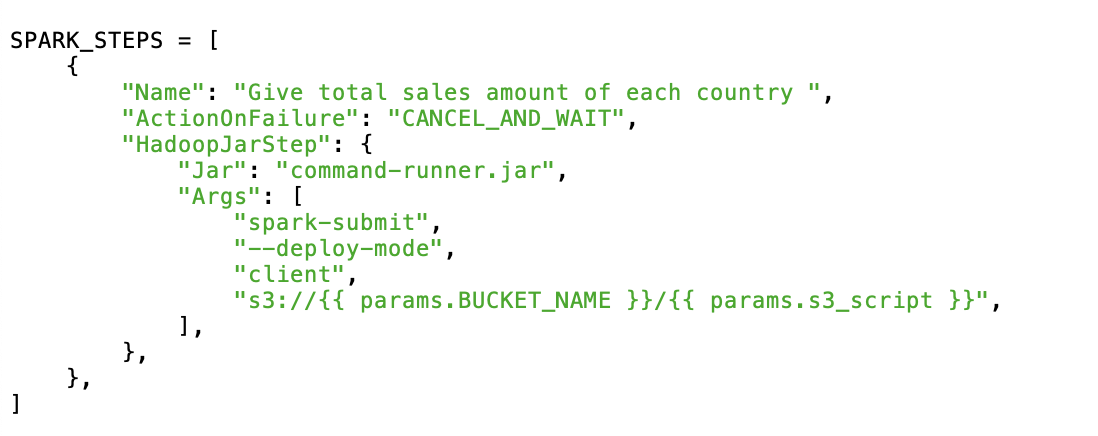 SPARK_STEPS = [
    {
        "Name": "Give total sales amount of each country ",
        "ActionOnFailure": "CANCEL_AND_WAIT",
        "HadoopJarStep": {
            "Jar": "command-runner.jar",
            "Args": [
                "spark-submit",
                "--deploy-mode",
                "client",
                "s3://{{ params.BUCKET_NAME }}/{{ params.s3_script }}",
            ],
        },
    },
]